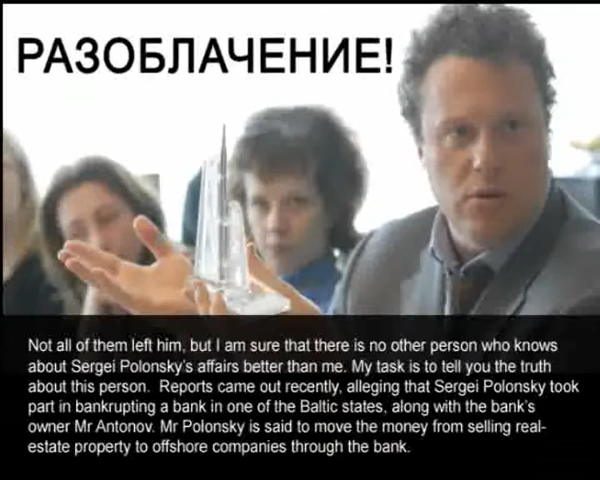 РАЗОБЛАЧЕНИЕ!
Not all of them left him, but I am sure that there is no other person who knows
about Sergei Polonsky's affairs better than me. My task is to tell you the truth
about this person.  Reports came out recently, alleging that Sergei Polonsky took
part in bankrupting a bank in one of the Baltic states, along with the bank's
owner Mr Antonov. Mr Polonsky is said to move the money from selling real-
estate property to offshore companies through the bank.